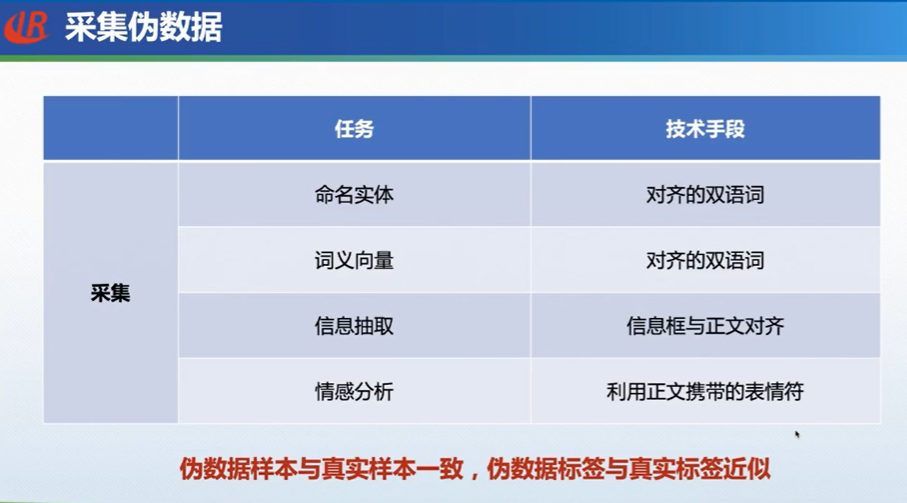 IR 采集伪数据
任务 技术手段
命名实体 对齐的双语词
词义向量 对齐的双语词
采集
信息抽取 信息框与正文对齐
情感分析 利用正文携带的表情符
伪数据样本与真实样本一致，伪数据标签与真实标签近似